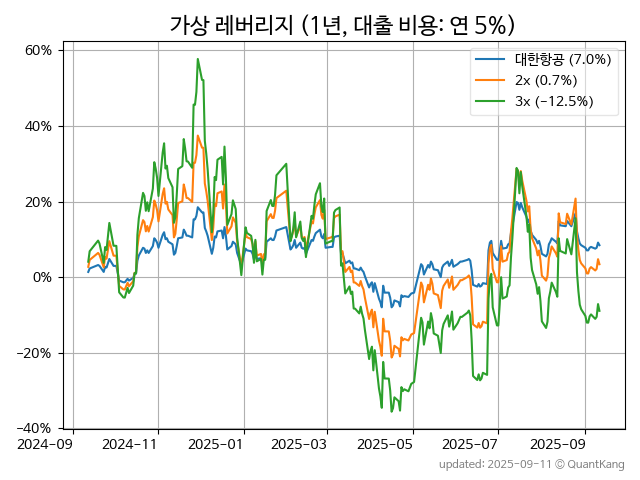 가상 레버리지 (1년, 대출 비용: 연 5%)
대한항공 (7.0%)
2x (0.7%)
3x (−12.5%)
60%
40%
20%
0%
−20%
−40%
2024-09
2024-11
2025-01
2025-03
2025-05
2025-07
2025-09
updated: 2025-09-11 © QuantKang